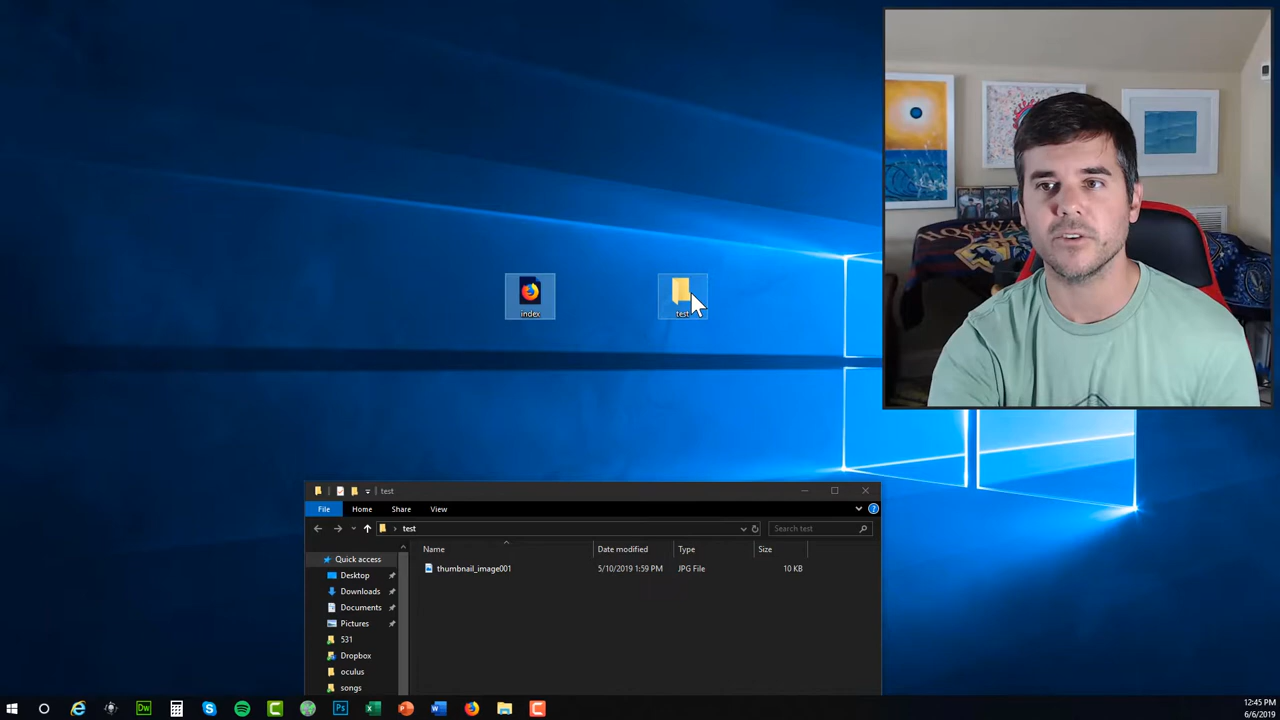 index
test
test
File
Home
Share
View
test
Search test
Name
Date modified
Type
Size
Quick access
thumbnail_image001
5/10/2019 1:59 PM
JPG File
10 KB
Desktop
Downloads
Documents
Pictures
531
Dropbox
oculus
songs
Dw
Ps
12:45 PM
6/6/2019